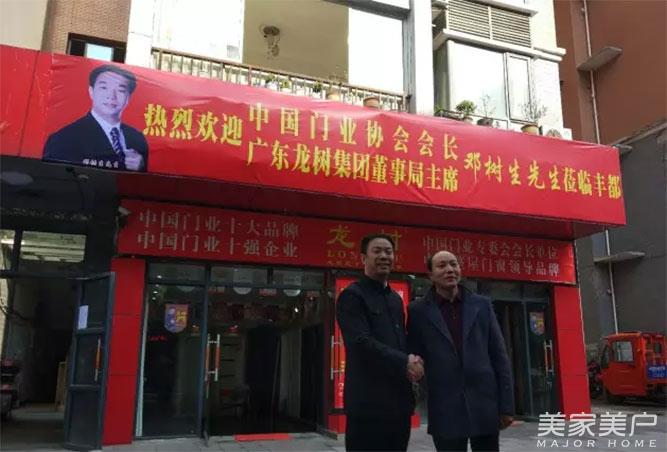 热烈欢迎
中国门业协会会长
广东龙树集团董事局主席
邓树生先生莅临丰都
中国门业十大品牌
中国门业十强企业
龙树
中国门业专委会会长单位
美家美户
MAJOR HOME